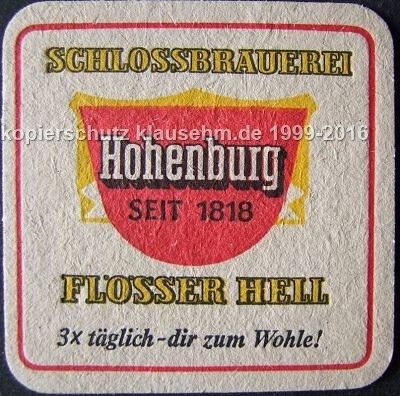 SCHLOSSBRAUEREI
kopierschutz klausehm.de 1999-2016
Hohenburg
SEIT 1818
FLÖSSER HELL
3x täglich-dir zum Wohle!